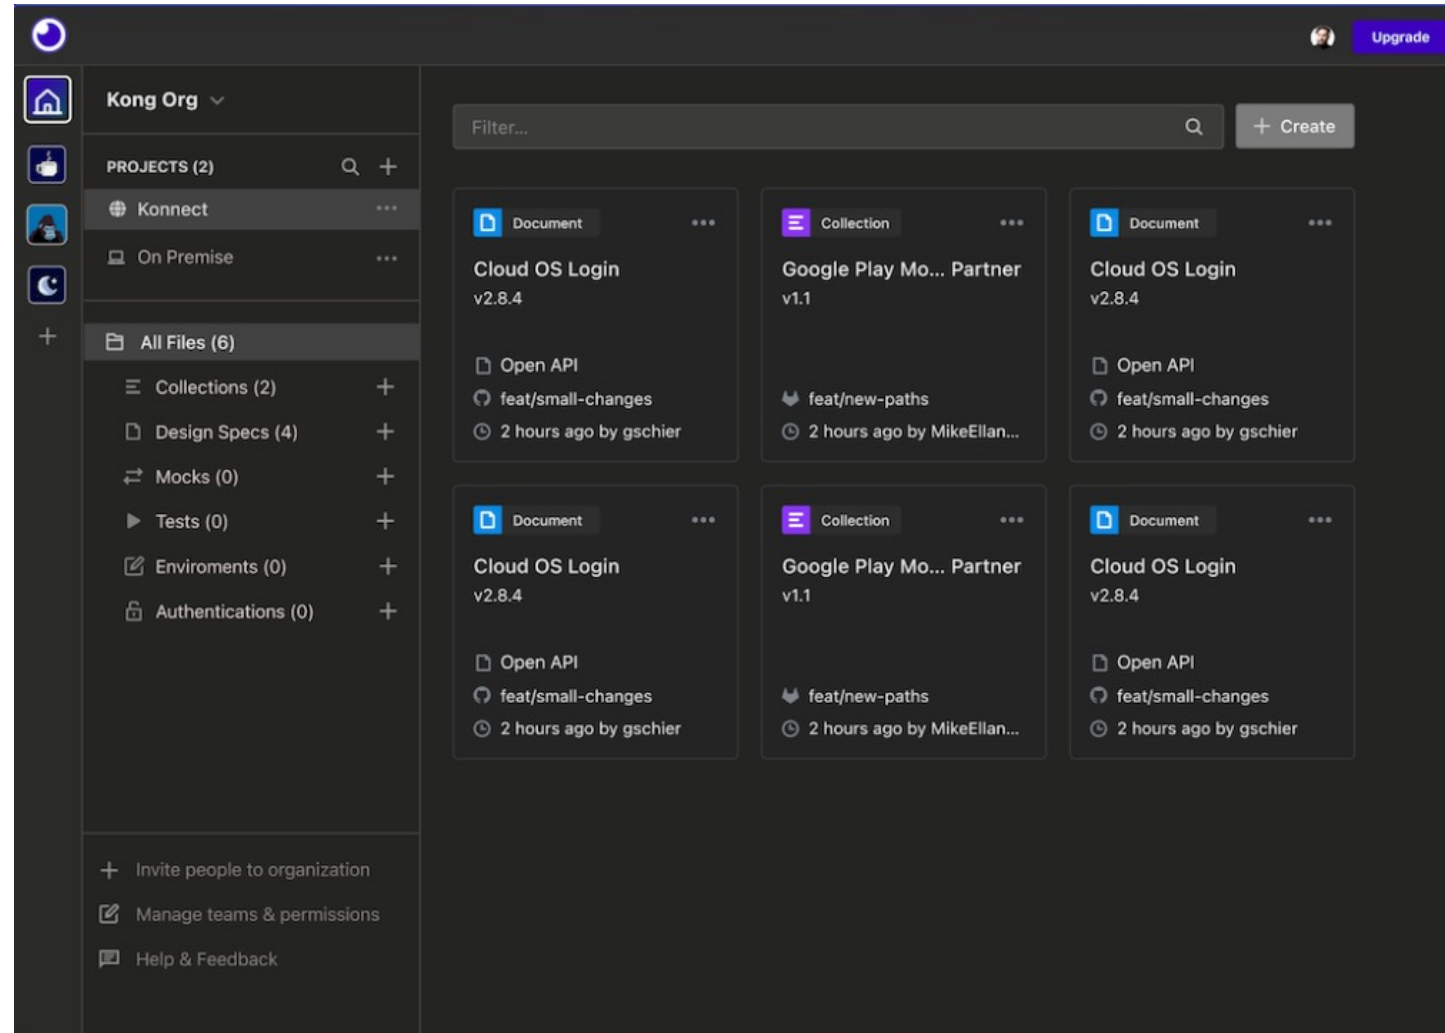 Upgrade
Kong Org
PROJECTS (2)
Konnect
On Premise
All Files (6)
Collections (2)
Design Specs (4)
Mocks (0)
Tests (0)
Enviroments (0)
Authentications (0)
Invite people to organization
Manage teams & permissions
Help & Feedback
Filter...
Create
Document
Cloud OS Login
v2.8.4
Open API
feat/small-changes
2 hours ago by gschier
Collection
Google Play Mo... Partner
v1.1
feat/new-paths
2 hours ago by MikeEllan...
Document
Cloud OS Login
v2.8.4
Open API
feat/small-changes
2 hours ago by gschier
Document
Cloud OS Login
v2.8.4
Open API
feat/small-changes
2 hours ago by gschier
Collection
Google Play Mo... Partner
v1.1
feat/new-paths
2 hours ago by MikeEllan...
Document
Cloud OS Login
v2.8.4
Open API
feat/small-changes
2 hours ago by gschier